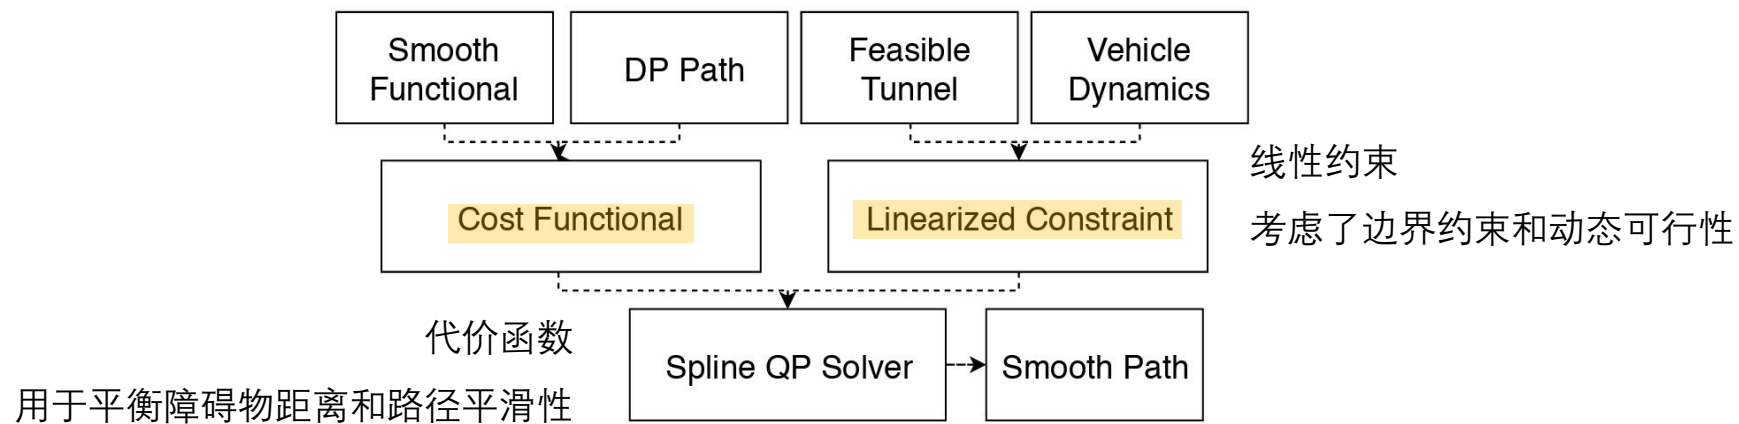 Smooth
Functional
DP Path
Feasible
Tunnel
Vehicle
Dynamics
Cost Functional
Linearized Constraint
线性约束
考虑了边界约束和动态可行性
代价函数
用于平衡障碍物距离和路径平滑性
Spline QP Solver
Smooth Path